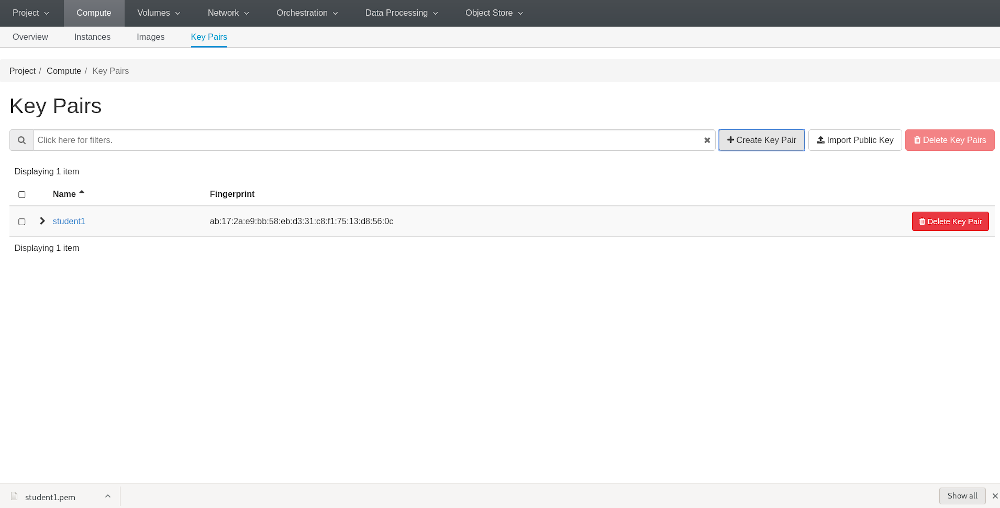 Project Compute Volumes Network Orchestration Data Processing Object Store
Overview Instances Images Key Pairs
Project / Compute / Key Pairs
Key Pairs
Click here for filters. Create Key Pair Import Public Key Delete Key Pairs
Displaying 1 item
Name Fingerprint
student1 ab:17:2a:e9:bb:58:eb:d3:31:c8:f1:75:13:d8:56:0c Delete Key Pair
Displaying 1 item
student1.pem Show all